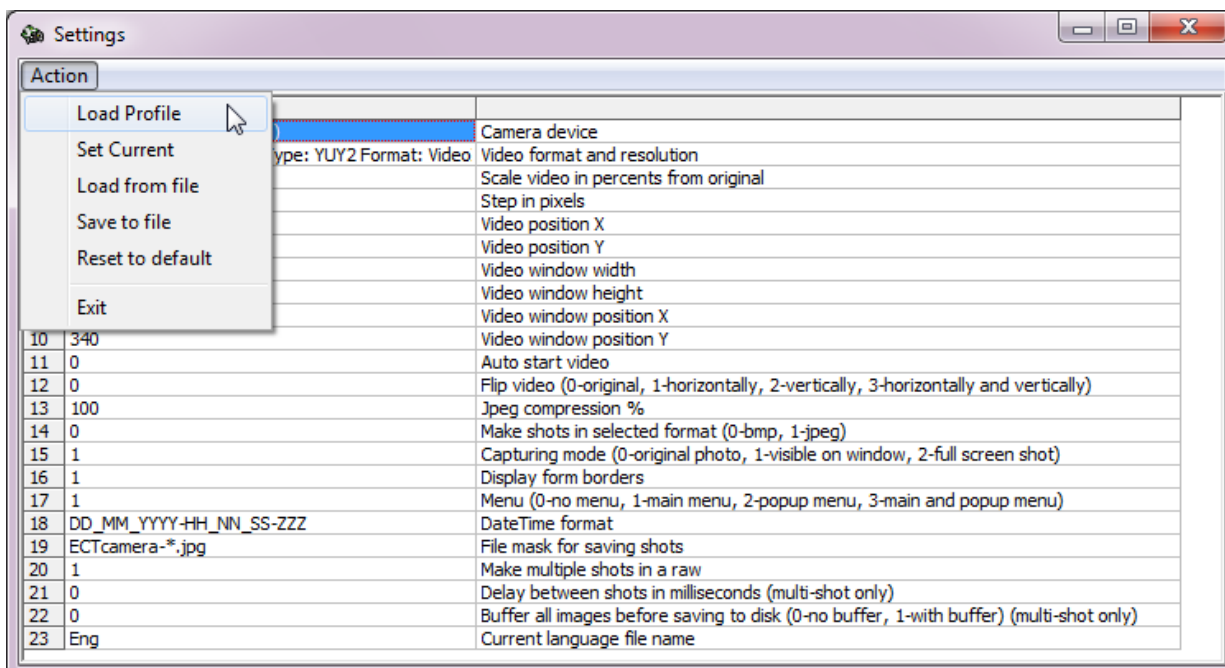 Settings
Action
Load Profile
Set Current
Load from file
Save to file
Reset to default
Exit
) Camera device
ype: YUY2 Format: Video Video format and resolution
Scale video in percents from original
Step in pixels
Video position X
Video position Y
Video window width
Video window height
Video window position X
10 340 Video window position Y
11 0 Auto start video
12 0 Flip video (0-original, 1-horizontally, 2-vertically, 3-horizontally and vertically)
13 100 Jpeg compression %
14 0 Make shots in selected format (0-bmp, 1-jpeg)
15 1 Capturing mode (0-original photo, 1-visible on window, 2-full screen shot)
16 1 Display form borders
17 1 Menu (0-no menu, 1-main menu, 2-popup menu, 3-main and popup menu)
18 DD_MM_YYYY-HH_NN_SS-ZZZ DateTime format
19 ECTcamera-*.jpg File mask for saving shots
20 1 Make multiple shots in a raw
21 0 Delay between shots in milliseconds (multi-shot only)
22 0 Buffer all images before saving to disk (0-no buffer, 1-with buffer) (multi-shot only)
23 Eng Current language file name